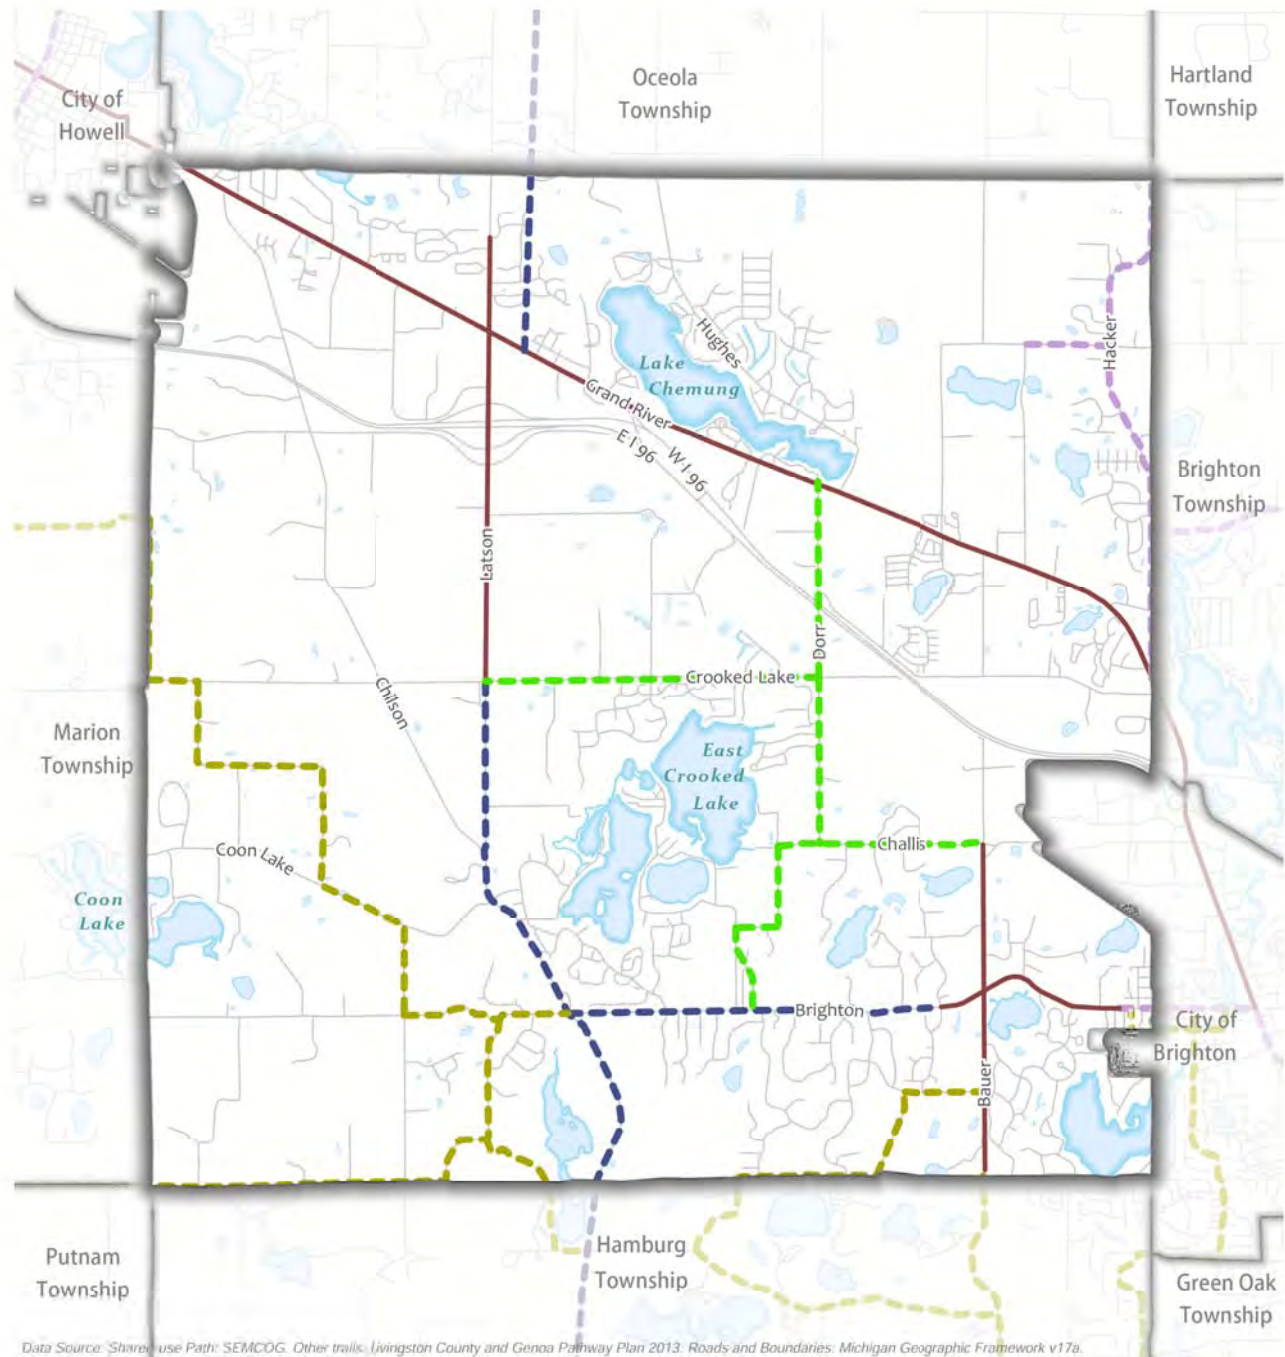 Oceola
Township
Hartland
Township
City of
Howell
Hughes
Hacker
Lake
Chemung
Grand River
E I 96
W I 96
Brighton
Township
Latson
Dorr
Crooked Lake
Chilson
Marion
Township
East
Crooked
Lake
Coon Lake
Challis
Coon
Lake
Brighton
City of
Brighton
Bauer
Putnam
Township
Hamburg
Township
Green Oak
Township
Data Source: Shared use Path: SEMCOG. Other trails: Livingston County and Genoa Pathway Plan 2013. Roads and Boundaries: Michigan Geographic Framework v17a.